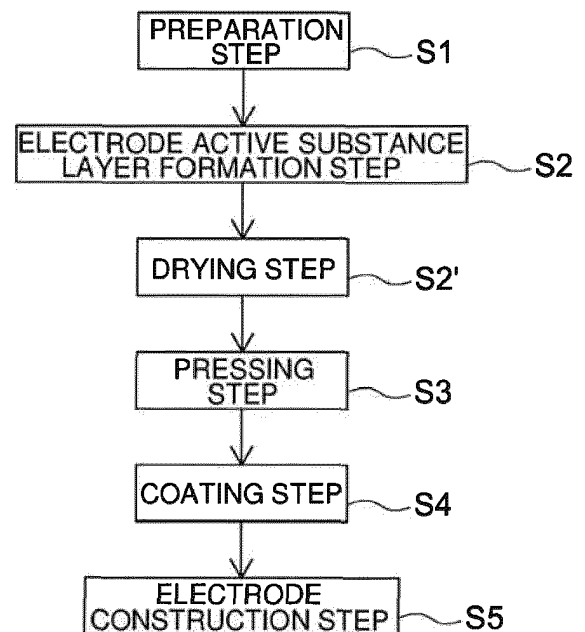 PREPARATION
STEP
S1
ELECTRODE ACTIVE SUBSTANCE
LAYER FORMATION STEP
S2
DRYING STEP
S2'
PRESSING
STEP
S3
COATING STEP
S4
ELECTRODE
CONSTRUCTION STEP
S5